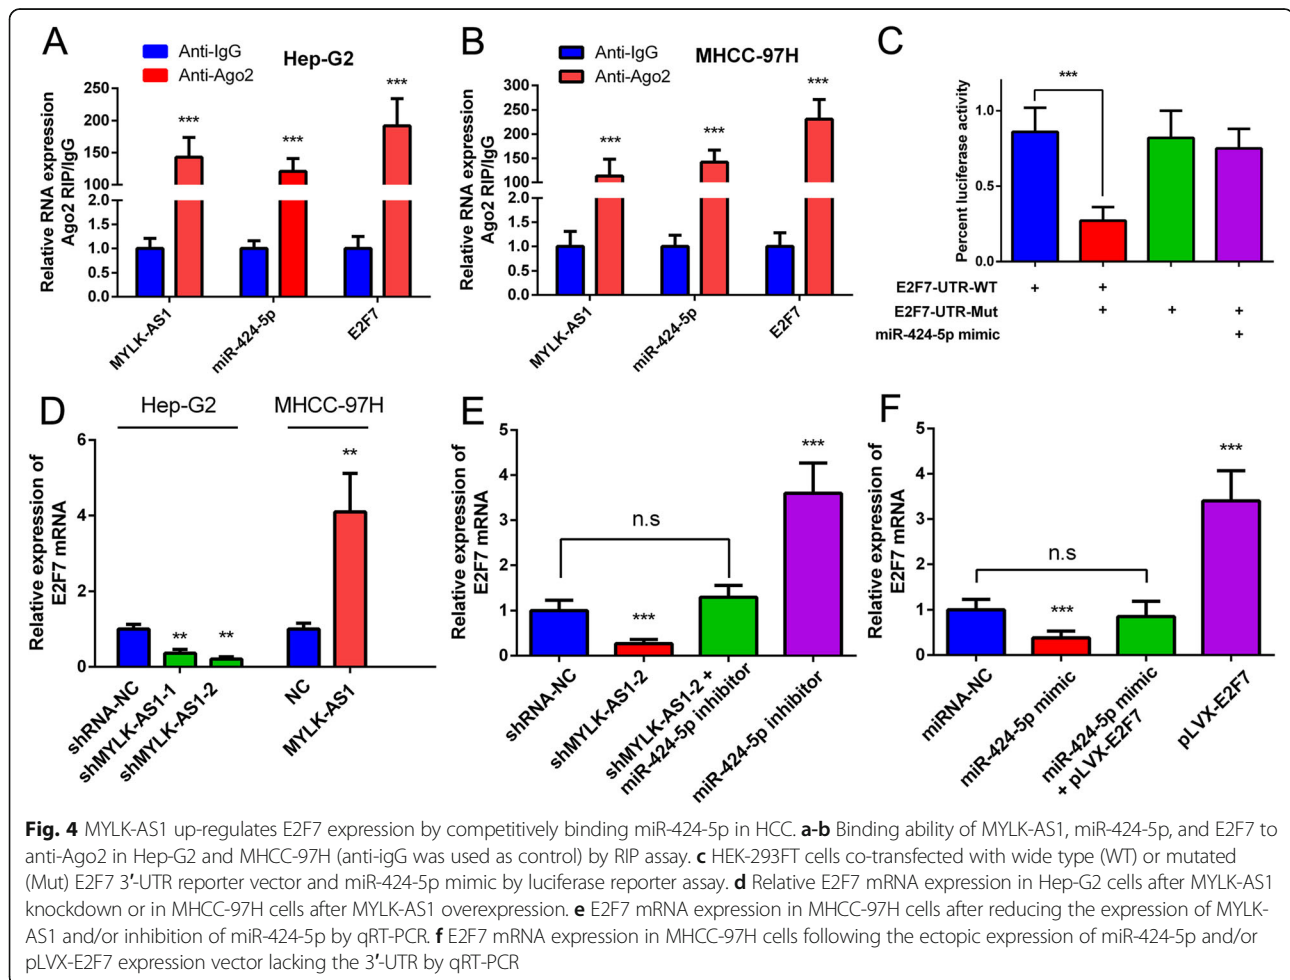 A
Anti-IgG
Anti-Ago2
Hep-G2
Relative RNA expression
Ago2 RIP/IgG
250
200
150
100
2.0
1.5
1.0
0.5
0.0
***
***
***
MYLK-AS1
miR-424-5p
E2F7
B
Anti-IgG
Anti-Ago2
MHCC-97H
Relative RNA expression
Ago2 RIP/IgG
300
250
200
150
100
2.0
1.5
1.0
0.5
0.0
***
***
***
MYLK-AS1
miR-424-5p
E2F7
C
Percent luciferase activity
1.0
0.5
0.0
***
E2F7-UTR-WT + +
E2F7-UTR-Mut + + +
miR-424-5p mimic +
D
Hep-G2
MHCC-97H
Relative expression of
E2F7 mRNA
6
4
2
0
**
**
**
shRNA-NC
shMYLK-AS1-1
shMYLK-AS1-2
NC
MYLK-AS1
E
Relative expression of
E2F7 mRNA
5
4
3
2
1
0
n.s
***
***
shRNA-NC
shMYLK-AS1-2
shMYLK-AS1-2 +
miR-424-5p inhibitor
miR-424-5p inhibitor
F
Relative expression of
E2F7 mRNA
5
4
3
2
1
0
n.s
***
***
miRNA-NC
miR-424-5p mimic
miR-424-5p mimic
+ pLVX-E2F7
pLVX-E2F7
Fig. 4 MYLK-AS1 up-regulates E2F7 expression by competitively binding miR-424-5p in HCC. a-b Binding ability of MYLK-AS1, miR-424-5p, and E2F7 to
anti-Ago2 in Hep-G2 and MHCC-97H (anti-igG was used as control) by RIP assay. c HEK-293FT cells co-transfected with wide type (WT) or mutated
(Mut) E2F7 3′-UTR reporter vector and miR-424-5p mimic by luciferase reporter assay. d Relative E2F7 mRNA expression in Hep-G2 cells after MYLK-AS1
knockdown or in MHCC-97H cells after MYLK-AS1 overexpression. e E2F7 mRNA expression in MHCC-97H cells after reducing the expression of MYLK-
AS1 and/or inhibition of miR-424-5p by qRT-PCR. f E2F7 mRNA expression in MHCC-97H cells following the ectopic expression of miR-424-5p and/or
pLVX-E2F7 expression vector lacking the 3′-UTR by qRT-PCR